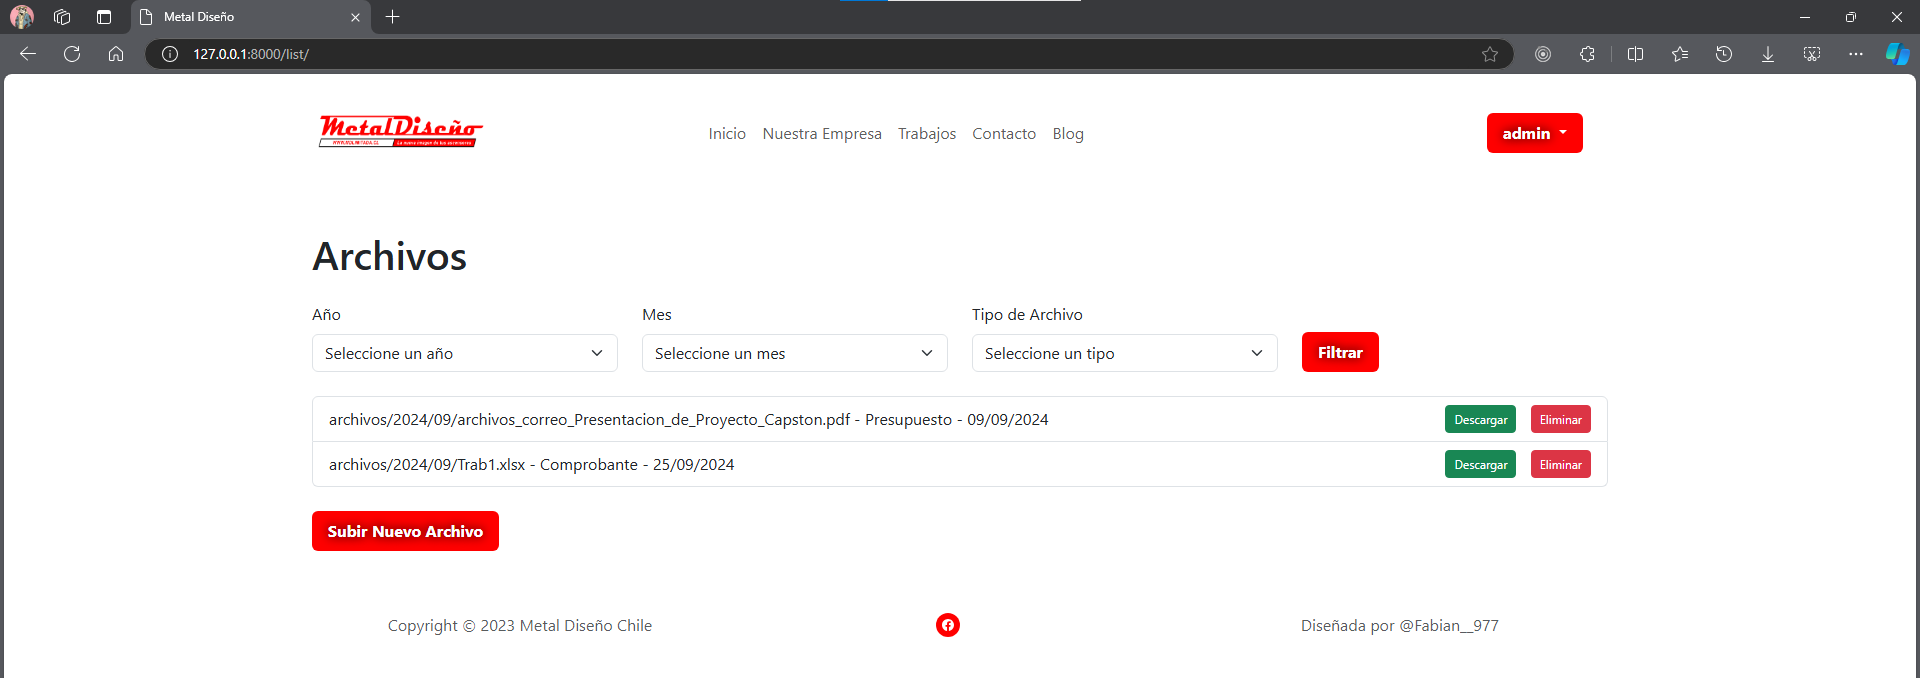 Metal Diseño
127.0.0.1:8000/list/
MetalDiseño
Inicio Nuestra Empresa Trabajos Contacto Blog
admin
Archivos
Año Mes Tipo de Archivo
Seleccione un año Seleccione un mes Seleccione un tipo Filtrar
archivos/2024/09/archivos_correo_Presentacion_de_Proyecto_Capston.pdf - Presupuesto - 09/09/2024 Descargar Eliminar
archivos/2024/09/Trab1.xlsx - Comprobante - 25/09/2024 Descargar Eliminar
Subir Nuevo Archivo
Copyright © 2023 Metal Diseño Chile Diseñada por @Fabian__977